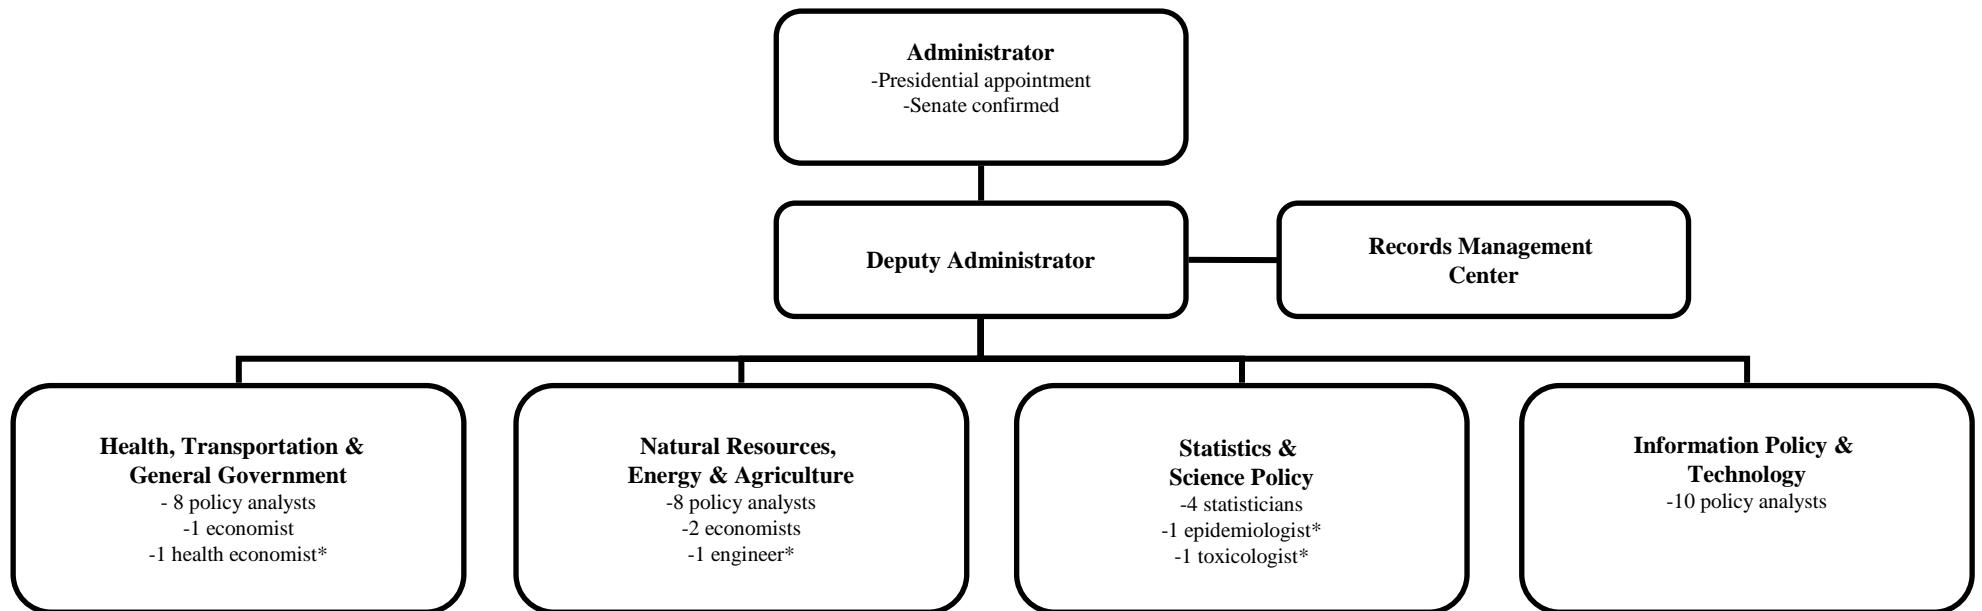 Administrator
-Presidential appointment
-Senate confirmed
Deputy Administrator
Records Management
Center
Health, Transportation &
General Government
- 8 policy analysts
-1 economist
-1 health economist*
Natural Resources,
Energy & Agriculture
-8 policy analysts
-2 economists
-1 engineer*
Statistics &
Science Policy
-4 statisticians
-1 epidemiologist*
-1 toxicologist*
Information Policy &
Technology
-10 policy analysts